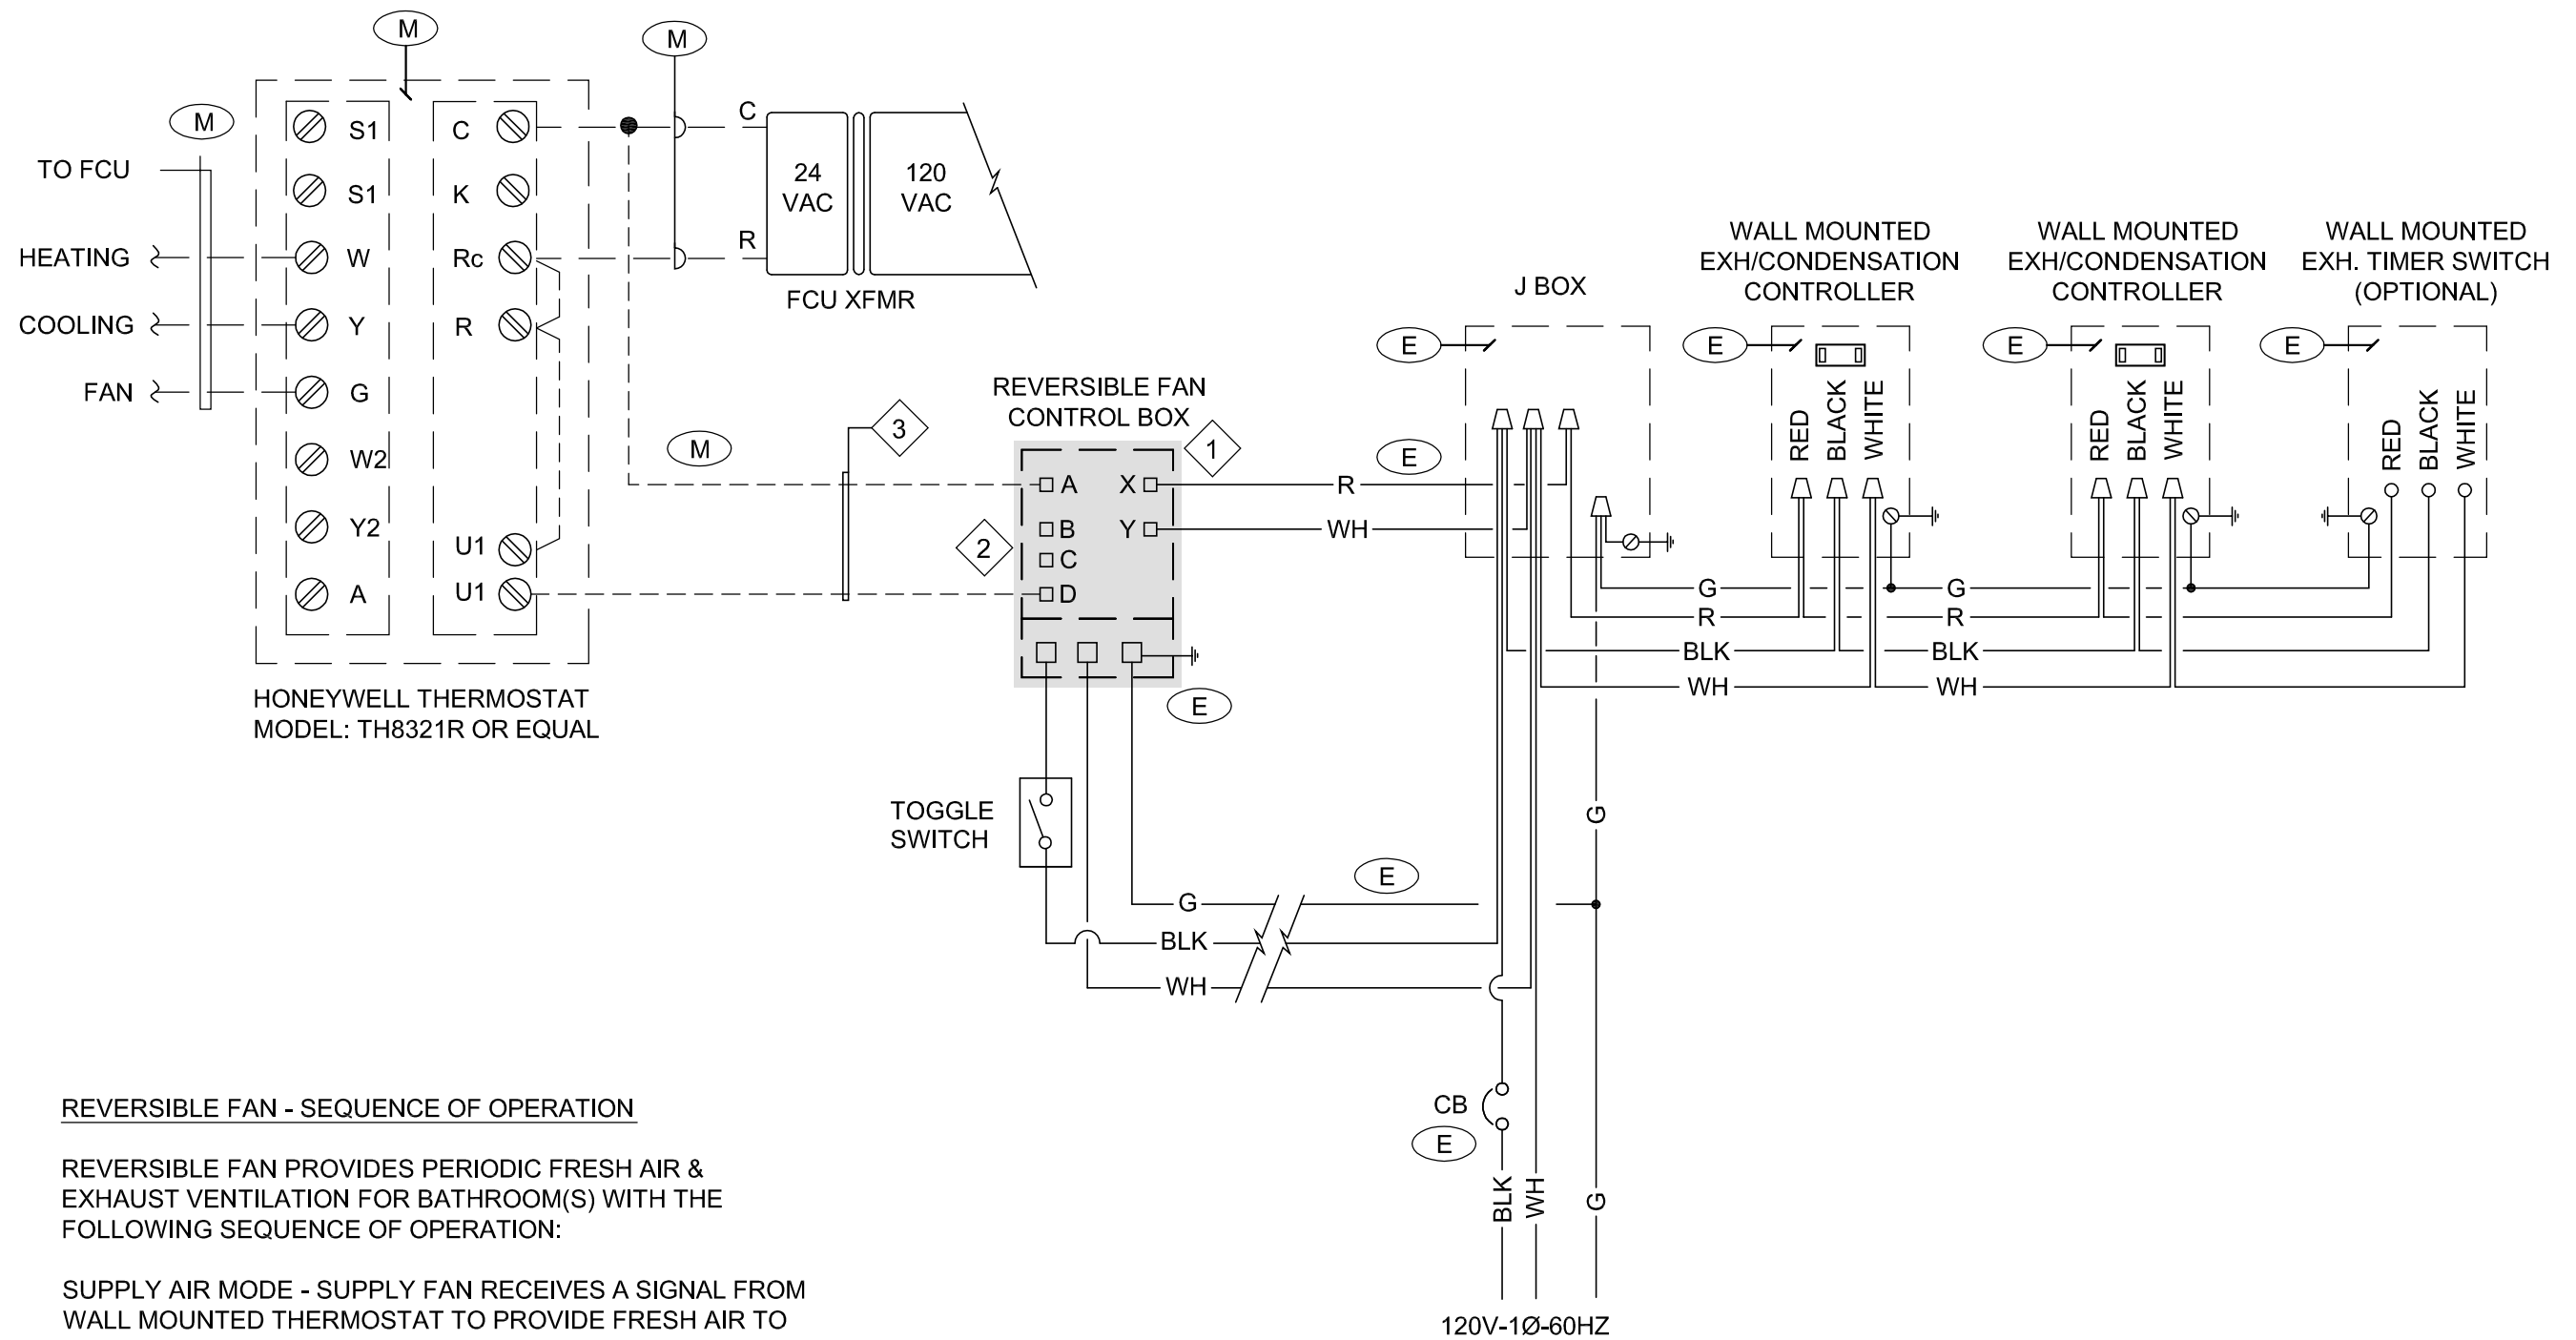 M
M
M
TO FCU
HEATING
COOLING
FAN
S1
S1
W
Y
G
W2
Y2
A
C
K
Rc
R
U1
U1
HONEYWELL THERMOSTAT
MODEL: TH8321R OR EQUAL
C
R
24
VAC
120
VAC
FCU XFMR
M
3
REVERSIBLE FAN
CONTROL BOX
1
2
A
B
C
D
X
Y
E
TOGGLE
SWITCH
R
WH
E
J BOX
E
WALL MOUNTED
EXH/CONDENSATION
CONTROLLER
E
RED
BLACK
WHITE
WALL MOUNTED
EXH/CONDENSATION
CONTROLLER
E
RED
BLACK
WHITE
WALL MOUNTED
EXH. TIMER SWITCH
(OPTIONAL)
E
RED
BLACK
WHITE
G
G
R
R
BLK
BLK
WH
WH
G
E
G
BLK
WH
CB
E
BLK
WH
G
120V-1Ø-60HZ
REVERSIBLE FAN - SEQUENCE OF OPERATION
REVERSIBLE FAN PROVIDES PERIODIC FRESH AIR &
EXHAUST VENTILATION FOR BATHROOM(S) WITH THE
FOLLOWING SEQUENCE OF OPERATION:
SUPPLY AIR MODE - SUPPLY FAN RECEIVES A SIGNAL FROM
WALL MOUNTED THERMOSTAT TO PROVIDE FRESH AIR TO